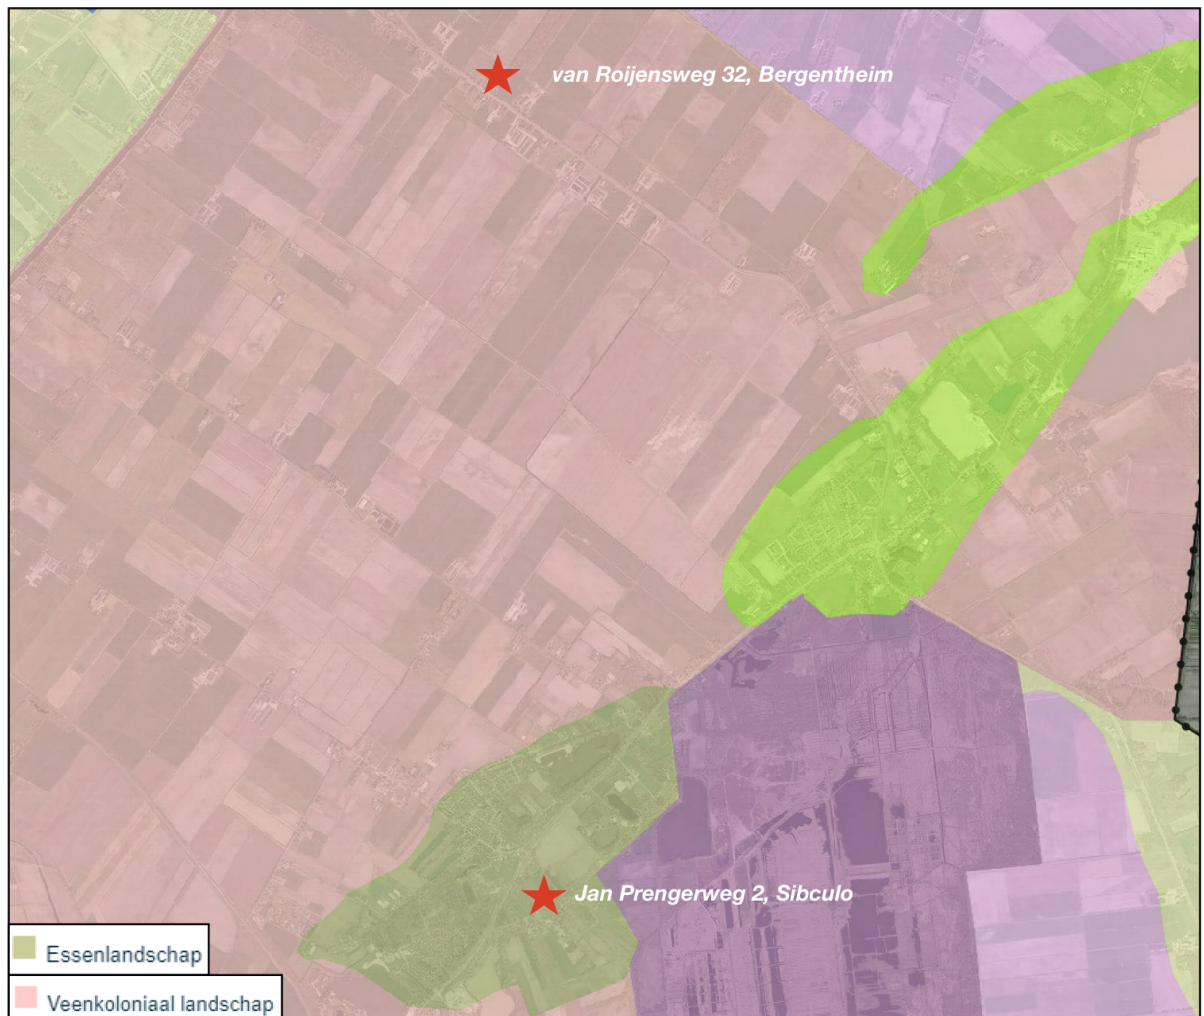 van Roijensweg 32, Bergentheim
Jan Prengerweg 2, Sibculo
Essenlandschap
Veenkoloniaal landschap